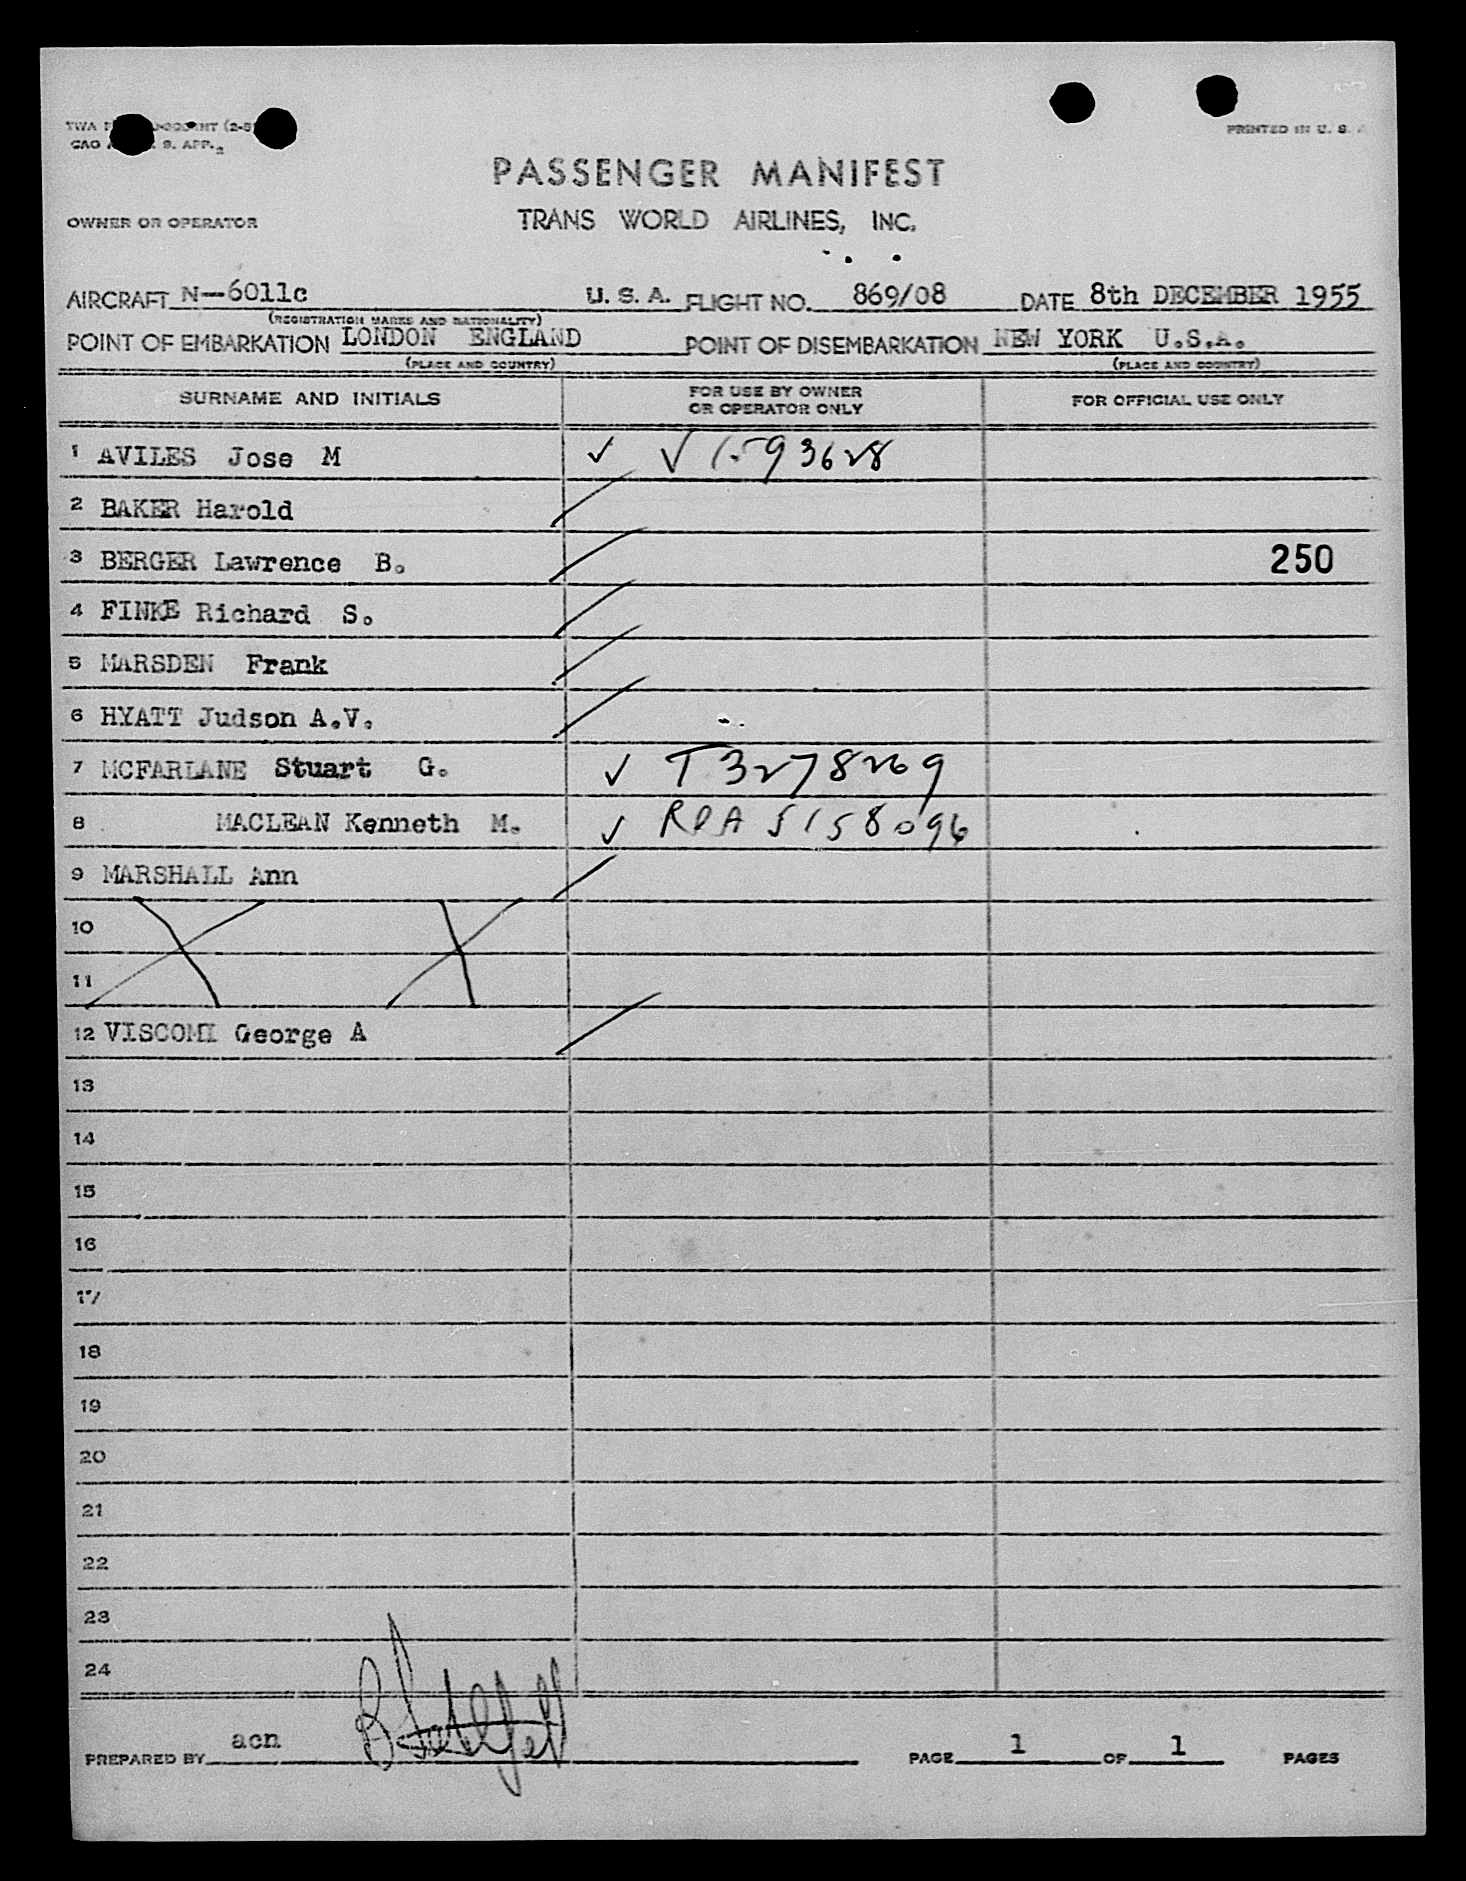 PRINTED IN U. S.
PASSENGER MANIFEST
OWNER OR OPERATOR TRANS WORLD AIRLINES, INC.
AIRCRAFT N-6011c U. S. A. FLIGHT NO. 869/08 DATE 8th DECEMBER 1955
(REGISTRATION MARKS AND NATIONALITY)
POINT OF EMBARKATION LONDON ENGLAND POINT OF DISEMBARKATION NEW YORK U.S.A.
(PLACE AND COUNTRY) (PLACE AND COUNTRY)
SURNAME AND INITIALS FOR USE BY OWNER OR OPERATOR ONLY FOR OFFICIAL USE ONLY
1 AVILES Jose M ✓ V 1593628
2 BAKER Harold
3 BERGER Lawrence B. 250
4 FINKE Richard S.
5 MARSDEN Frank
6 HYATT Judson A.V.
7 MCFARLANE Stuart G. ✓ T3278269
8 MACLEAN Kenneth M. ✓ RPA 5158096
9 MARSHALL Ann
10
11
12 VISCOMI George A
13
14
15
16
17
18
19
20
21
22
23
24
PREPARED BY acn PAGE 1 OF 1 PAGES